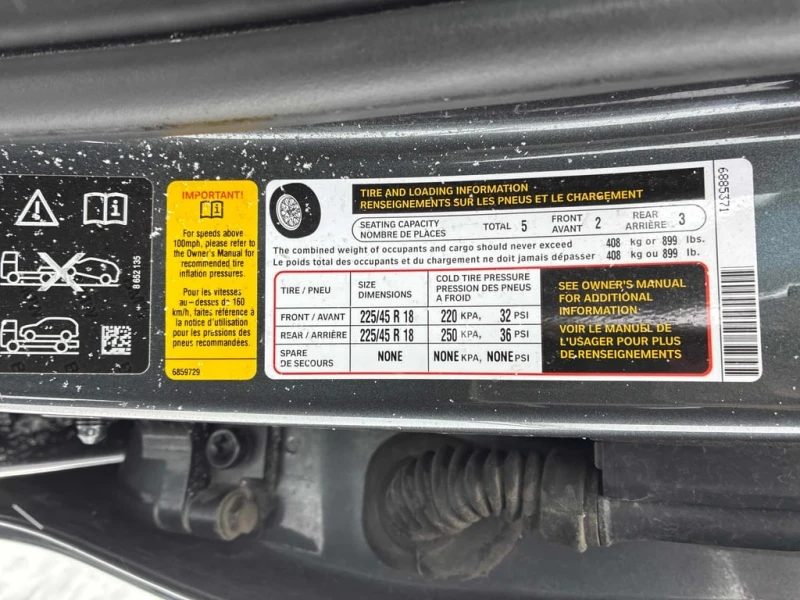 8 652 135
IMPORTANT!
For speeds above
100mph, please refer to
the Owner's Manual for
recommended tire
inflation pressures.
Pour les vitesses
au-dessus de 160
km/h, faites référence à
la notice d'utilisation
pour les pressions des
pneus recommandées.
6859729
TIRE AND LOADING INFORMATION
RENSEIGNEMENTS SUR LES PNEUS ET LE CHARGEMENT
SEATING CAPACITY
NOMBRE DE PLACES
TOTAL 5
FRONT
AVANT 2
REAR
ARRIÈRE 3
The combined weight of occupants and cargo should never exceed 408 kg or 899 lbs.
Le poids total des occupants et du chargement ne doit jamais dépasser 408 kg ou 899 lb.
TIRE / PNEU
SIZE
DIMENSIONS
COLD TIRE PRESSURE
PRESSION DES PNEUS
A FROID
FRONT / AVANT 225/45 R 18 220 KPA, 32 PSI
REAR / ARRIÈRE 225/45 R 18 250 KPA, 36 PSI
SPARE
DE SECOURS
NONE NONE KPA, NONE PSI
SEE OWNER'S MANUAL
FOR ADDITIONAL
INFORMATION
VOIR LE MANUEL DE
L'USAGER POUR PLUS
DE RENSEIGNEMENTS
6885371